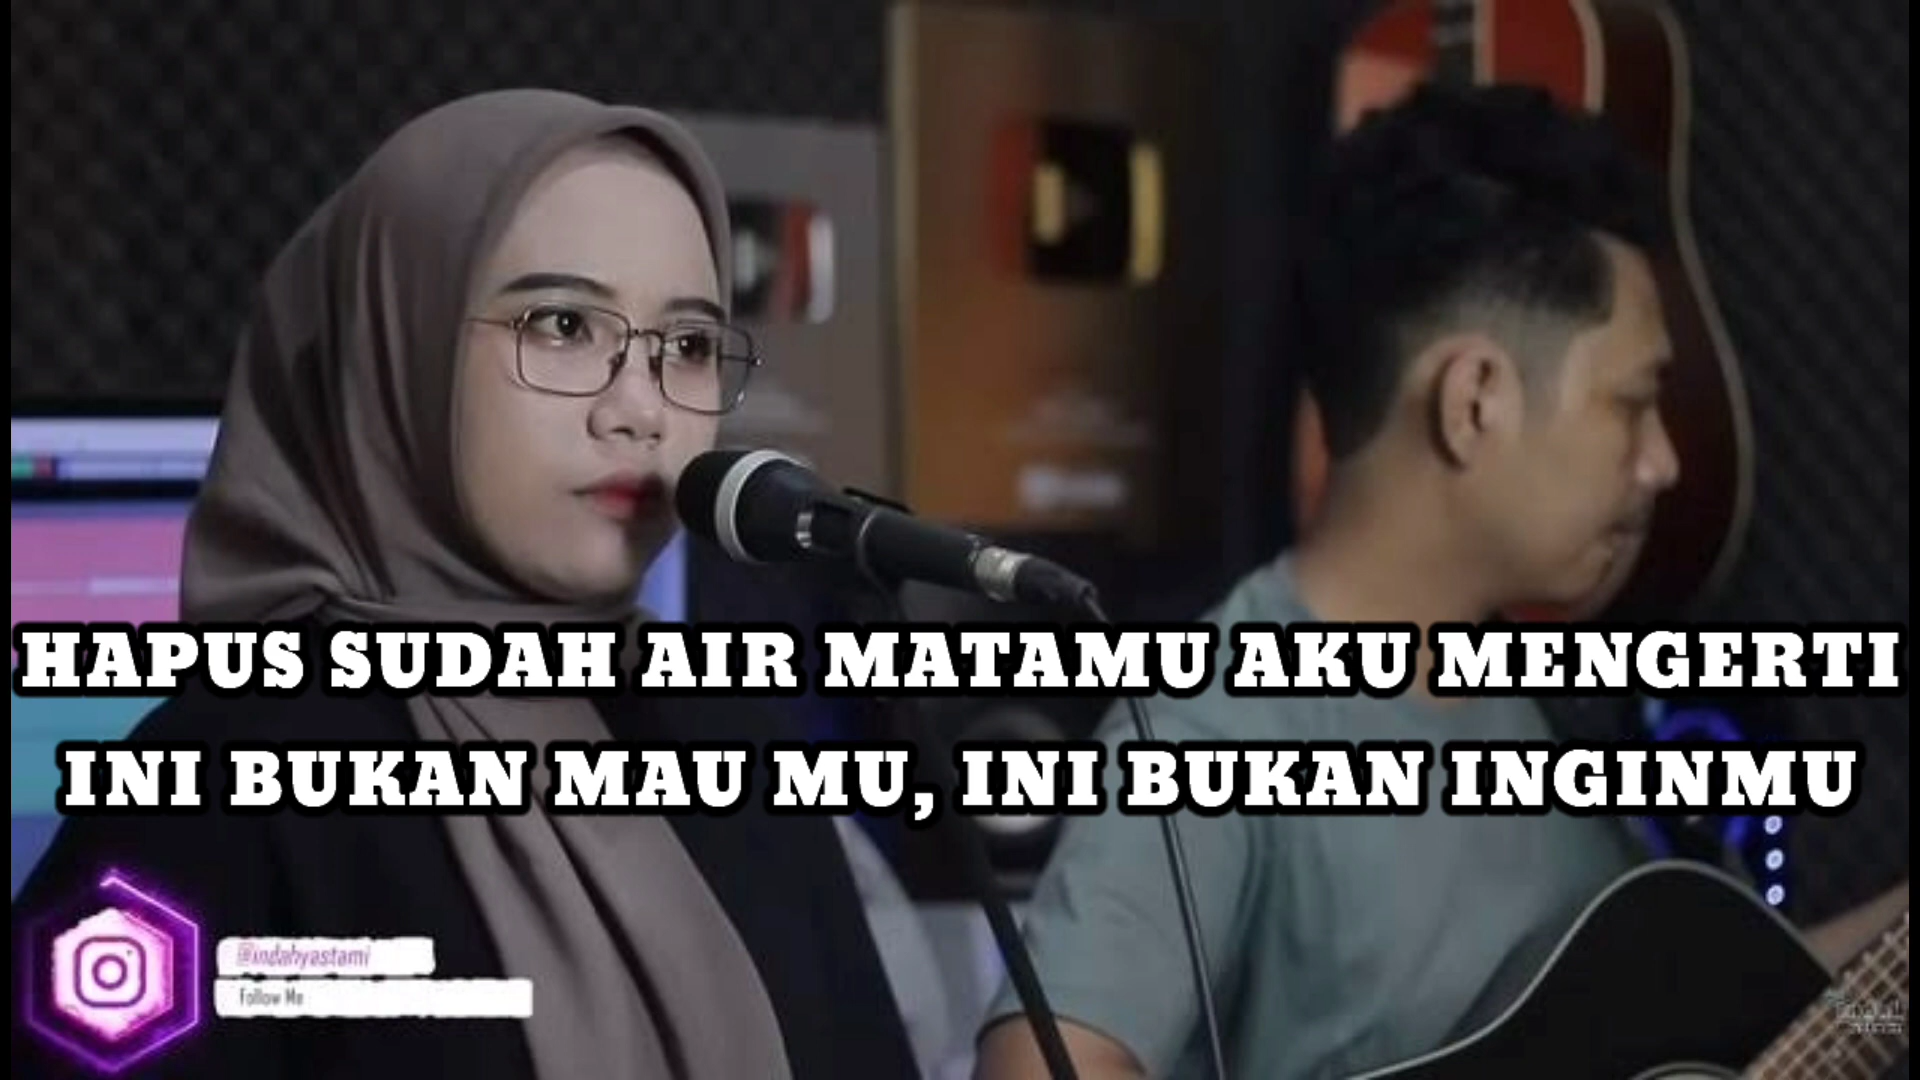 HAPUS SUDAH AIR MATAMU AKU MENGERTI
INI BUKAN MAU MU, INI BUKAN INGINMU
@indahyastami
Follow Me